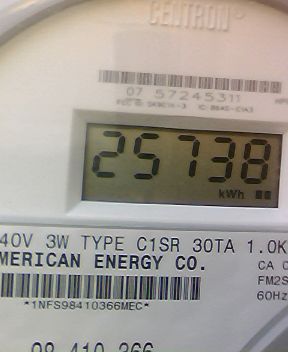 CENTRON®
07 57245311
25738
kWh
40V 3W TYPE C1SR 30TA 1.0K
MERICAN ENERGY CO.
CA 0
FM2S
*1NFS98410366MEC*
60Hz
98 410 366